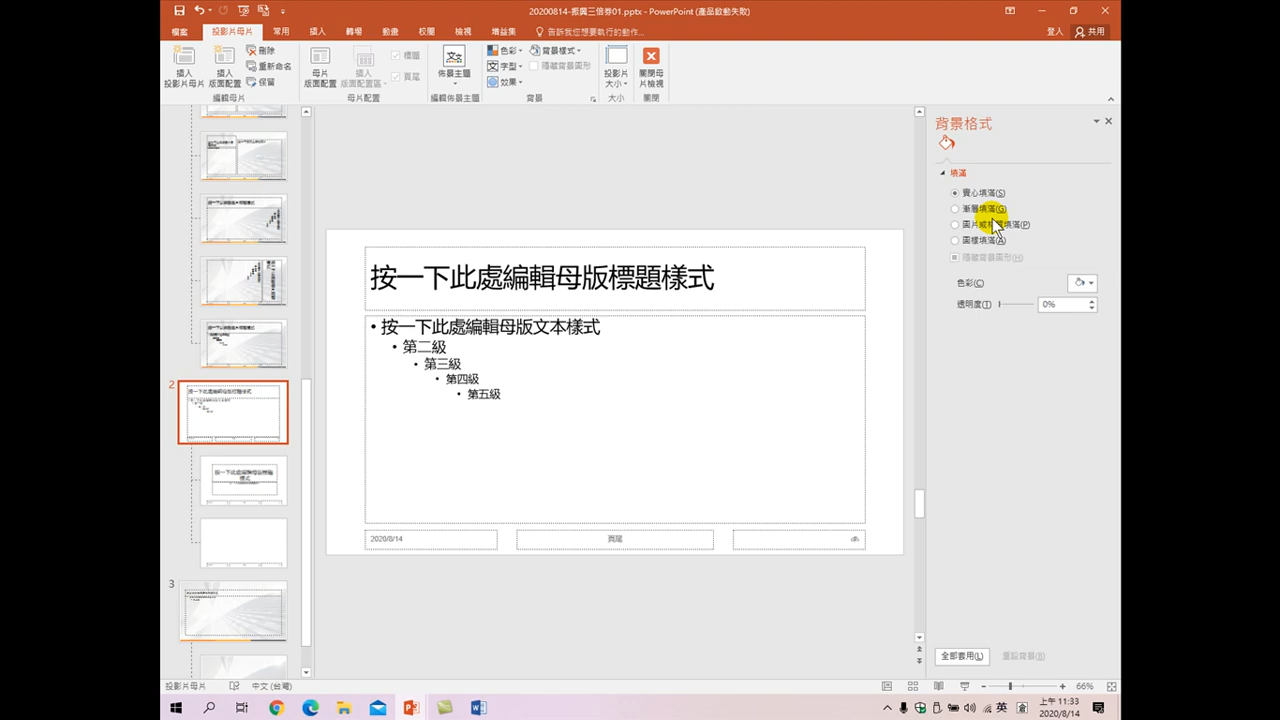 20200814-振興三倍券01.pptx - PowerPoint (產品啟動失敗)
檔案 投影片母片 常用 插入 轉場 動畫 校閱 檢視 增益集 告訴我您想要執行的動作... 登入 共用
插入
投影片母片
插入
版面配置
刪除
重新命名
保留
編輯母片
母片
版面配置
插入
版面配置區
標題
頁尾
母片配置
佈景主題
編輯佈景主題
色彩
字型
效果
背景樣式
隱藏背景圖形
背景
投影片
大小
大小
關閉母
片檢視
關閉
背景格式
填滿
實心填滿(S)
漸層填滿(G)
圖樣填滿(A)
隱藏背景圖形(H)
色彩(C)
透明度(T) 0%
全部套用(L) 重設背景(B)
2
3
按一下此處編輯母版標題樣式
• 按一下此處編輯母版文本樣式
• 第二級
• 第三級
• 第四級
• 第五級
2020/8/14 頁尾 ‹#›
投影片母片 中文 (台灣) 66%
英 上午 11:33
2020/8/14